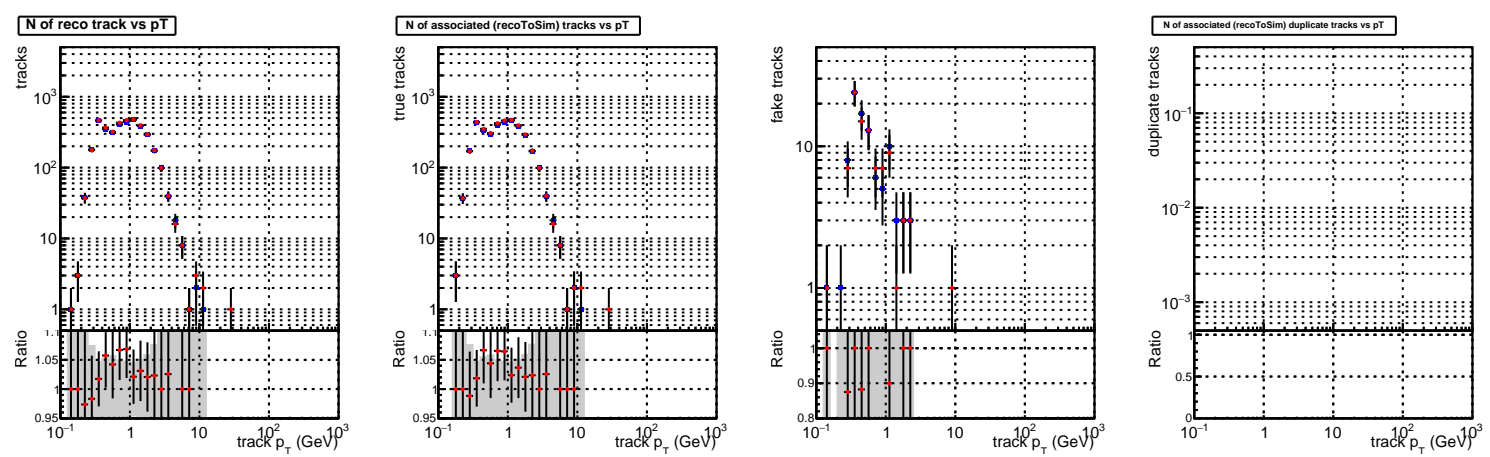 N of reco track vs pT
tracks
10³
10²
10
1
Ratio
1.1
1.05
1
0.95
10⁻¹ 1 10 10² 10³
track p_T (GeV)
N of associated (recoToSim) tracks vs pT
true tracks
10³
10²
10
1
Ratio
1.1
1.05
1
0.95
10⁻¹ 1 10 10² 10³
track p_T (GeV)
fake tracks
10
1
Ratio
1
0.9
0.8
10⁻¹ 1 10 10² 10³
track p_T (GeV)
N of associated (recoToSim) duplicate tracks vs pT
duplicate tracks
10⁻¹
10⁻²
10⁻³
Ratio
1
0.5
0
10⁻¹ 1 10 10² 10³
track p_T (GeV)